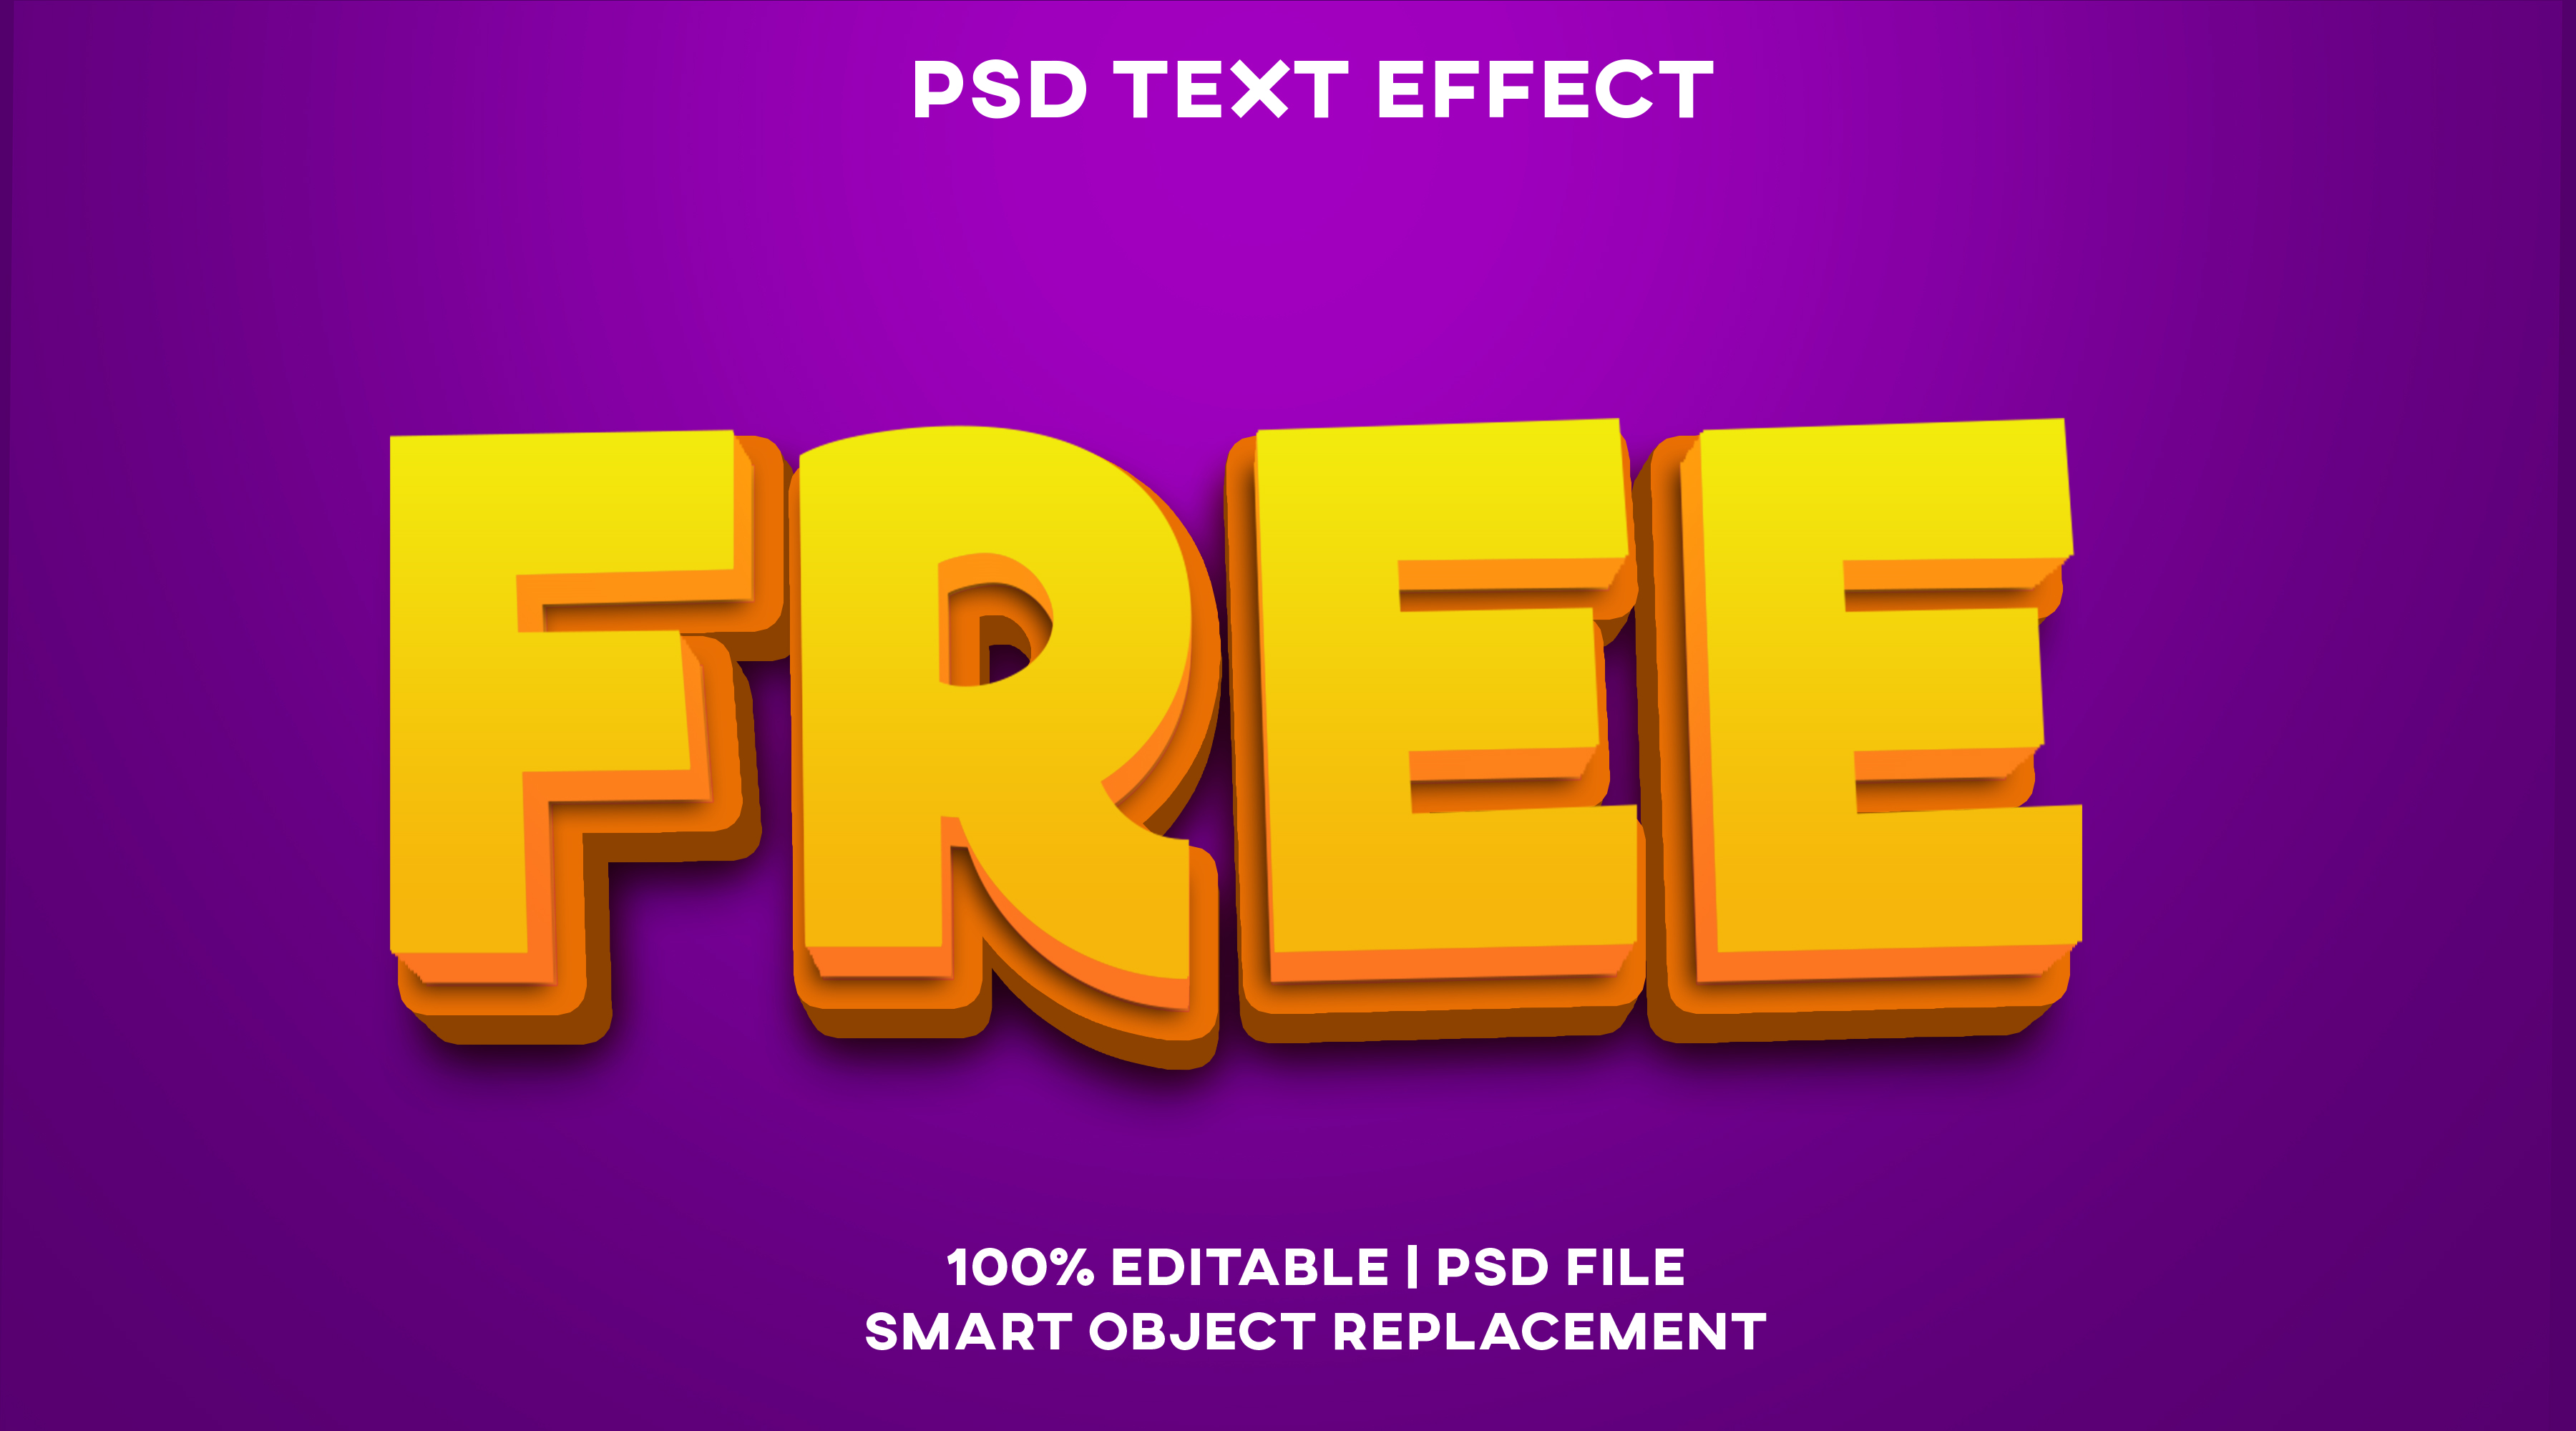 PSD TEXT EFFECT
FREE
100% EDITABLE | PSD FILE
SMART OBJECT REPLACEMENT